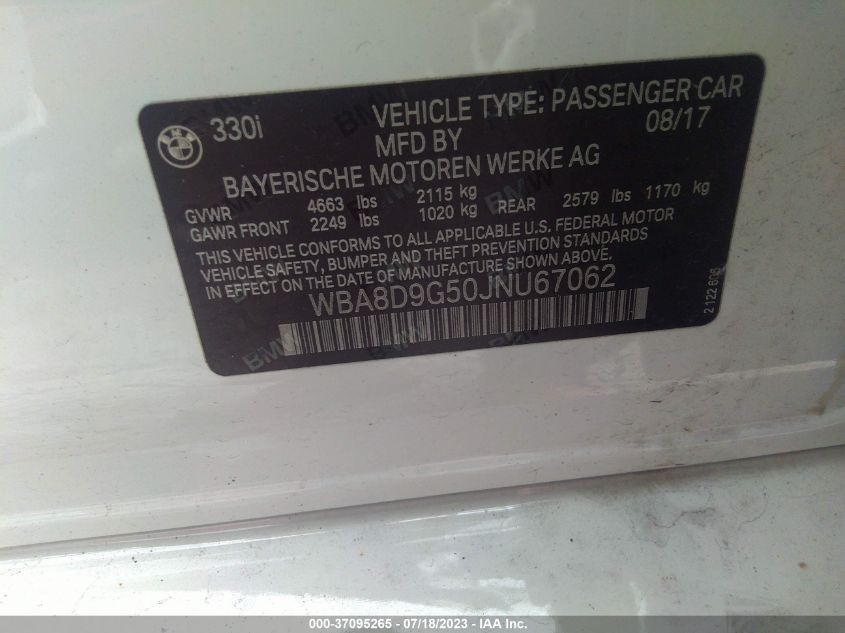 330i VEHICLE TYPE: PASSENGER CAR
MFD BY 08/17
BAYERISCHE MOTOREN WERKE AG
GVWR 4663 lbs 2115 kg
GAWR FRONT 2249 lbs 1020 kg REAR 2579 lbs 1170 kg
THIS VEHICLE CONFORMS TO ALL APPLICABLE U.S. FEDERAL MOTOR
VEHICLE SAFETY, BUMPER AND THEFT PREVENTION STANDARDS
IN EFFECT ON THE DATE OF MANUFACTURE SHOWN ABOVE.
WBA8D9G50JNU67062
2 122 606
000-37095265 - 07/18/2023 - IAA Inc.